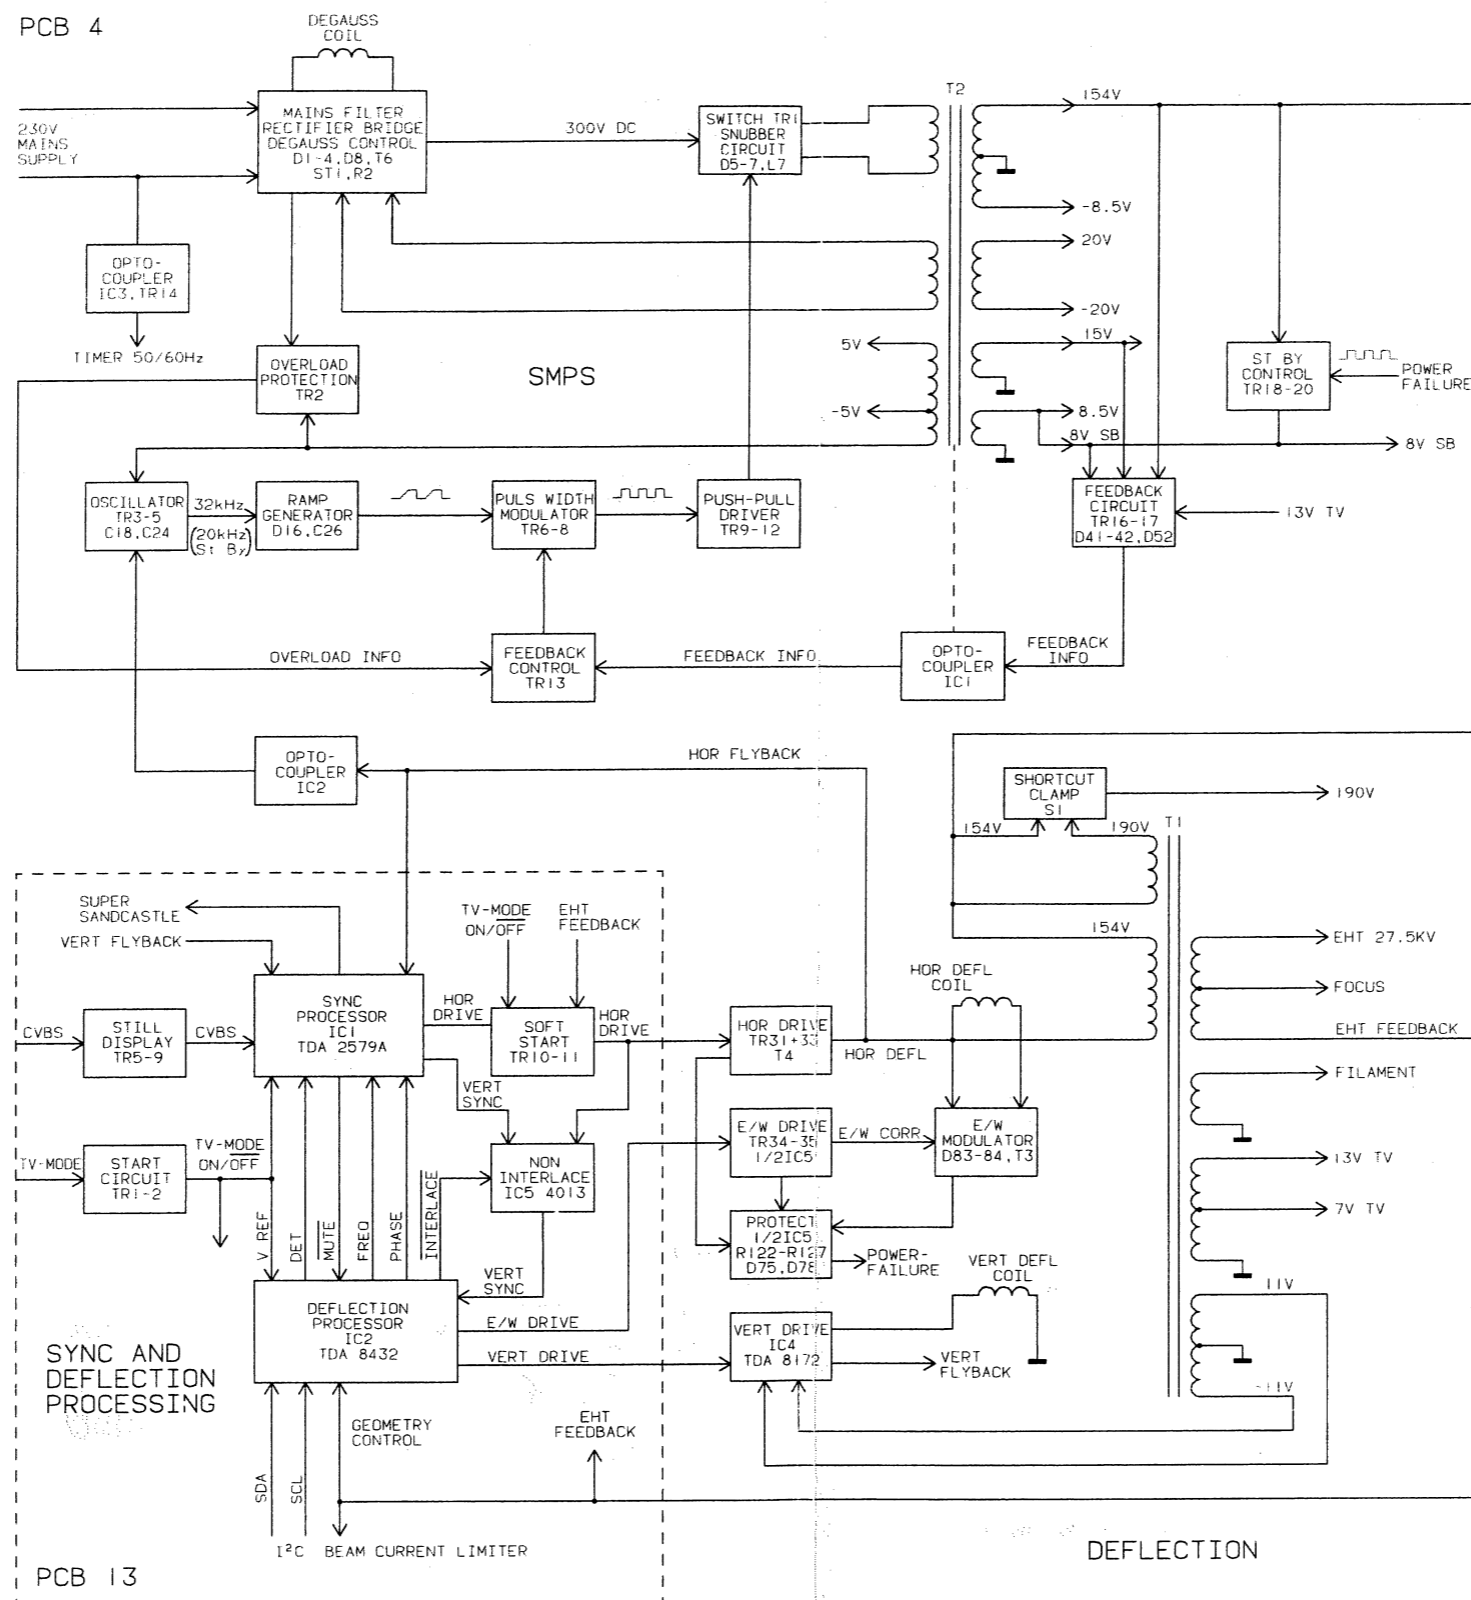 PCB 4
DEGAUSS
COIL
230V
MAINS
SUPPLY
MAINS FILTER
RECTIFIER BRIDGE
DEGAUSS CONTROL
D1-4,D8,T6
ST1,R2
300V DC
SWITCH TR1
SNUBBER
CIRCUIT
D5-7,L7
T2
154V
-8.5V
20V
-20V
15V
8.5V
8V SB
5V
-5V
OPTO-
COUPLER
IC3,TR14
TIMER 50/60Hz
OVERLOAD
PROTECTION
TR2
SMPS
ST BY
CONTROL
TR18-20
POWER
FAILURE
8V SB
OSCILLATOR
TR3-5
C18,C24
32kHz
(20kHz
St By)
RAMP
GENERATOR
D16,C26
PULS WIDTH
MODULATOR
TR6-8
PUSH-PULL
DRIVER
TR9-12
FEEDBACK
CIRCUIT
TR16-17
D41-42,D52
13V TV
OVERLOAD INFO
FEEDBACK
CONTROL
TR13
FEEDBACK INFO
OPTO-
COUPLER
IC1
FEEDBACK
INFO
OPTO-
COUPLER
IC2
HOR FLYBACK
SHORTCUT
CLAMP
S1
190V
154V
190V
T1
SUPER
SANDCASTLE
VERT FLYBACK
TV-MODE
ON/OFF
EHT
FEEDBACK
154V
EHT 27.5KV
FOCUS
EHT FEEDBACK
FILAMENT
13V TV
7V TV
11V
-11V
HOR DEFL
COIL
CVBS
STILL
DISPLAY
TR5-9
CVBS
SYNC
PROCESSOR
IC1
TDA 2579A
HOR
DRIVE
SOFT
START
TR10-11
HOR
DRIVE
HOR DRIVE
TR31+33
T4
HOR DEFL
VERT
SYNC
TV-MODE
START
CIRCUIT
TR1-2
TV-MODE
ON/OFF
V REF
DET
MUTE
FREQ
PHASE
INTERLACE
NON
INTERLACE
IC5 4013
E/W DRIVE
TR34-35
1/2IC5
E/W CORR
E/W
MODULATOR
D83-84,T3
PROTECT
1/2IC5
R122-R127
D75,D78
POWER-
FAILURE
VERT DEFL
COIL
VERT
SYNC
DEFLECTION
PROCESSOR
IC2
TDA 8432
E/W DRIVE
VERT DRIVE
VERT DRIVE
IC4
TDA 8172
VERT
FLYBACK
SYNC AND
DEFLECTION
PROCESSING
GEOMETRY
CONTROL
EHT
FEEDBACK
SDA
SCL
I²C
BEAM CURRENT LIMITER
DEFLECTION
PCB 13